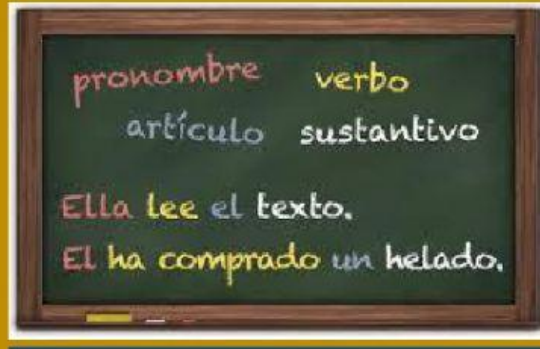 pronombre verbo
artículo sustantivo
Ella lee el texto.
El ha comprado un helado.